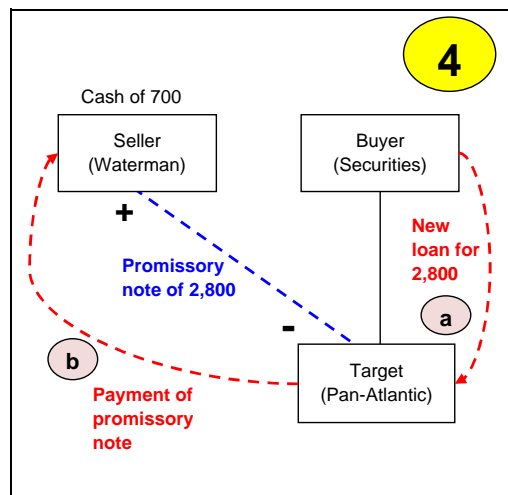 4
Cash of 700
Seller
(Waterman)
Buyer
(Securities)
+
New
loan for
2,800
Promissory
note of 2,800
a
-
b
Target
(Pan-Atlantic)
Payment of
promissory
note